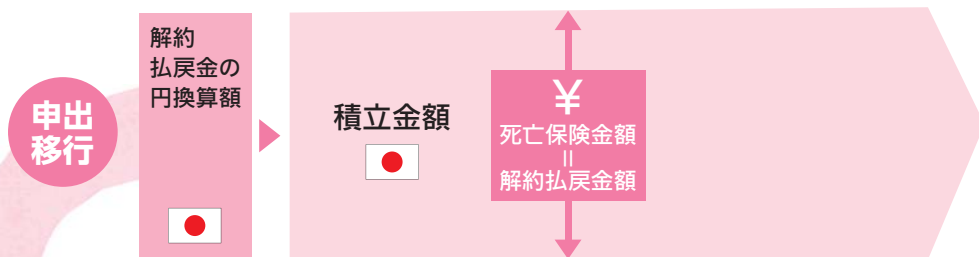 申出
移行
解約
払戻金の
円換算額
積立金額
¥
死亡保険金額
=
解約払戻金額